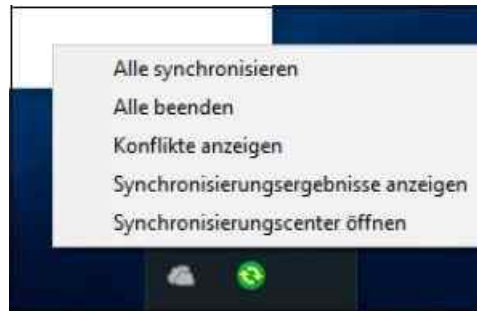 Alle synchronisieren
Alle beenden
Konflikte anzeigen
Synchronisierungsergebnisse anzeigen
Synchronisierungscenter öffnen